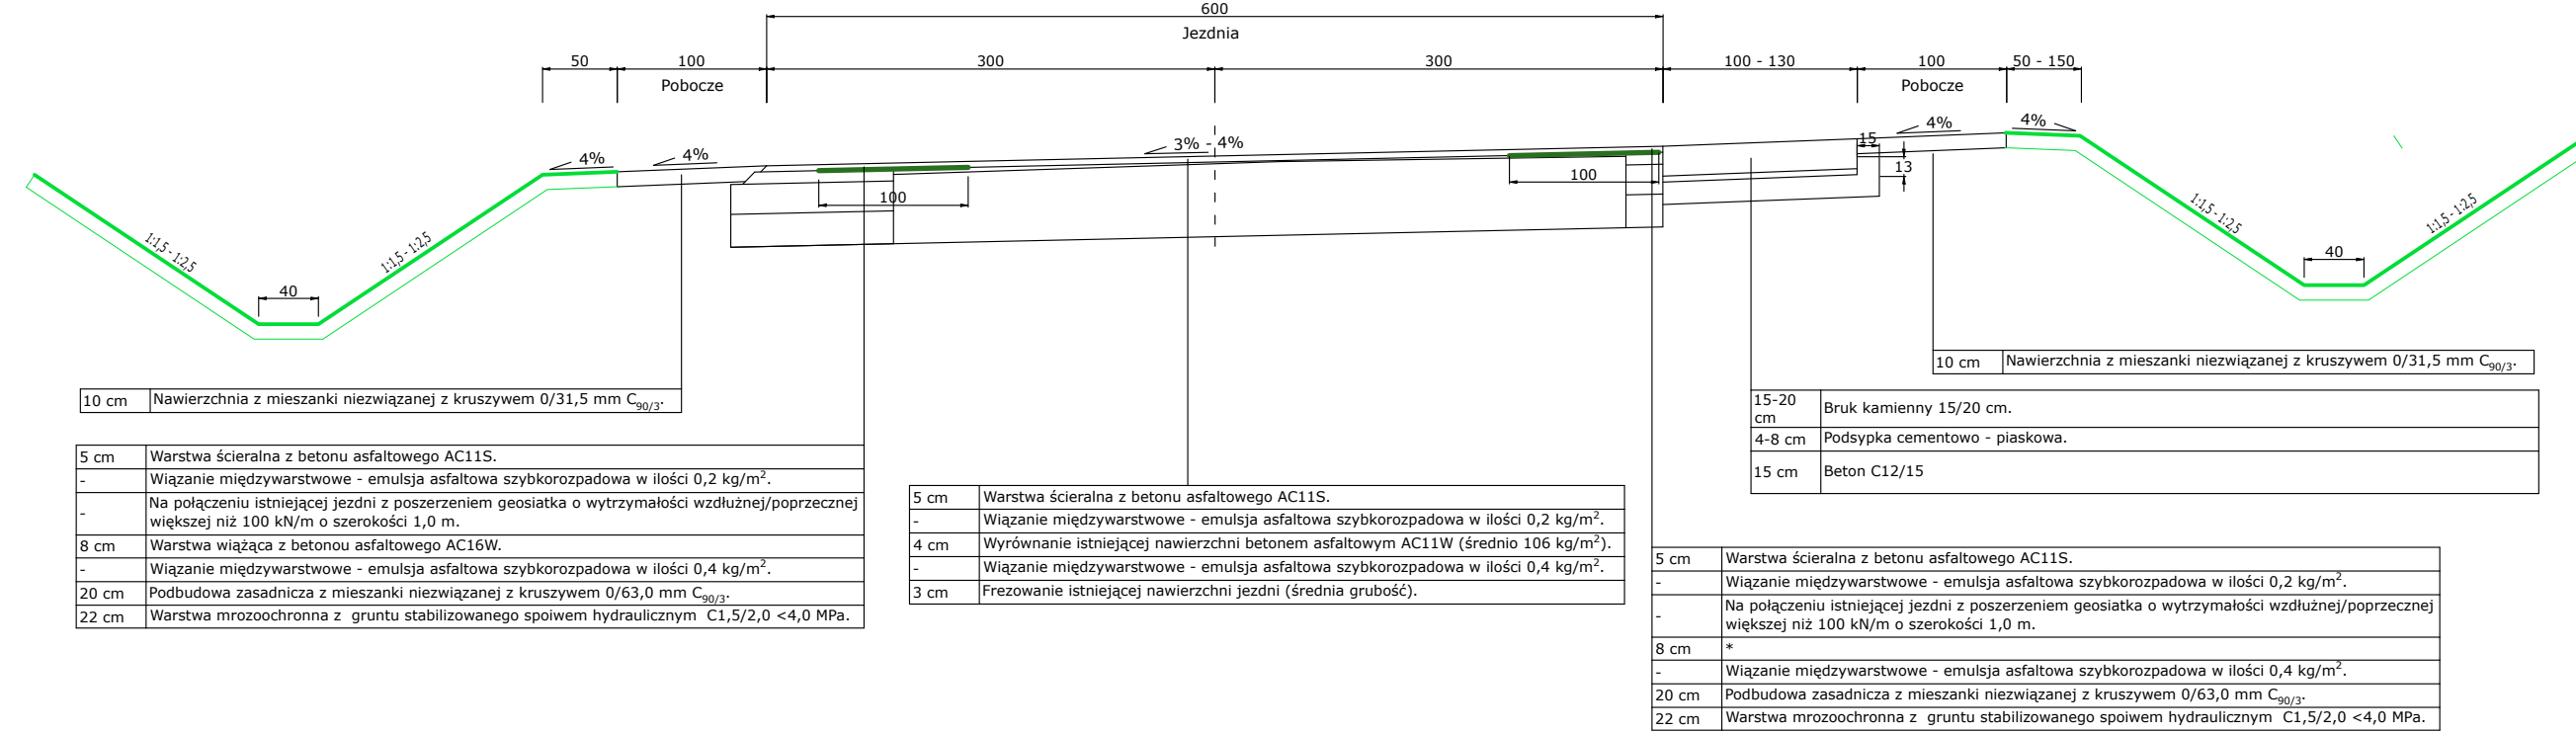 600
Jezdnia
50 100 300 300 100 - 130 100 50 - 150
Pobocze Pobocze
4% 4% 3% - 4% 15 4% 4%
13
100 100
1:1,5 - 1:2,5 1:1,5 - 1:2,5 1:1,5 - 1:2,5 1:1,5 - 1:2,5
40 40
10 cm Nawierzchnia z mieszanki niezwiązanej z kruszywem 0/31,5 mm C90/3.
5 cm Warstwa ścieralna z betonu asfaltowego AC11S.
- Wiązanie międzywarstwowe - emulsja asfaltowa szybkorozpadowa w ilości 0,2 kg/m².
- Na połączeniu istniejącej jezdni z poszerzeniem geosiatka o wytrzymałości wzdłużnej/poprzecznej
większej niż 100 kN/m o szerokości 1,0 m.
8 cm Warstwa wiążąca z betonou asfaltowego AC16W.
- Wiązanie międzywarstwowe - emulsja asfaltowa szybkorozpadowa w ilości 0,4 kg/m².
20 cm Podbudowa zasadnicza z mieszanki niezwiązanej z kruszywem 0/63,0 mm C90/3.
22 cm Warstwa mrozoochronna z gruntu stabilizowanego spoiwem hydraulicznym C1,5/2,0 <4,0 MPa.
5 cm Warstwa ścieralna z betonu asfaltowego AC11S.
- Wiązanie międzywarstwowe - emulsja asfaltowa szybkorozpadowa w ilości 0,2 kg/m².
4 cm Wyrównanie istniejącej nawierzchni betonem asfaltowym AC11W (średnio 106 kg/m²).
- Wiązanie międzywarstwowe - emulsja asfaltowa szybkorozpadowa w ilości 0,4 kg/m².
3 cm Frezowanie istniejącej nawierzchni jezdni (średnia grubość).
10 cm Nawierzchnia z mieszanki niezwiązanej z kruszywem 0/31,5 mm C90/3.
15-20
cm Bruk kamienny 15/20 cm.
4-8 cm Podsypka cementowo - piaskowa.
15 cm Beton C12/15
5 cm Warstwa ścieralna z betonu asfaltowego AC11S.
- Wiązanie międzywarstwowe - emulsja asfaltowa szybkorozpadowa w ilości 0,2 kg/m².
- Na połączeniu istniejącej jezdni z poszerzeniem geosiatka o wytrzymałości wzdłużnej/poprzecznej
większej niż 100 kN/m o szerokości 1,0 m.
8 cm *
- Wiązanie międzywarstwowe - emulsja asfaltowa szybkorozpadowa w ilości 0,4 kg/m².
20 cm Podbudowa zasadnicza z mieszanki niezwiązanej z kruszywem 0/63,0 mm C90/3.
22 cm Warstwa mrozoochronna z gruntu stabilizowanego spoiwem hydraulicznym C1,5/2,0 <4,0 MPa.